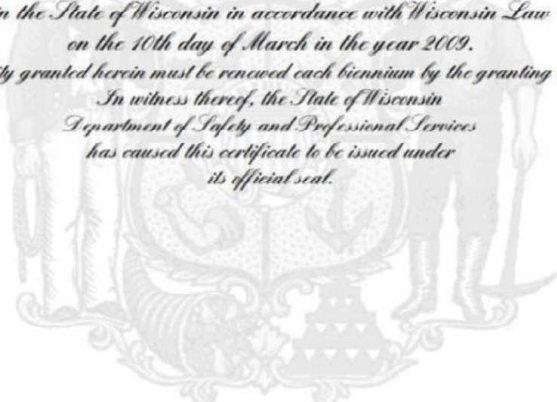 in the State of Wisconsin in accordance with Wisconsin Law
on the 10th day of March in the year 2009.
granted herein must be renewed each biennium by the granting
In witness thereof, the State of Wisconsin
Department of Safety and Professional Services
has caused this certificate to be issued under
its official seal.